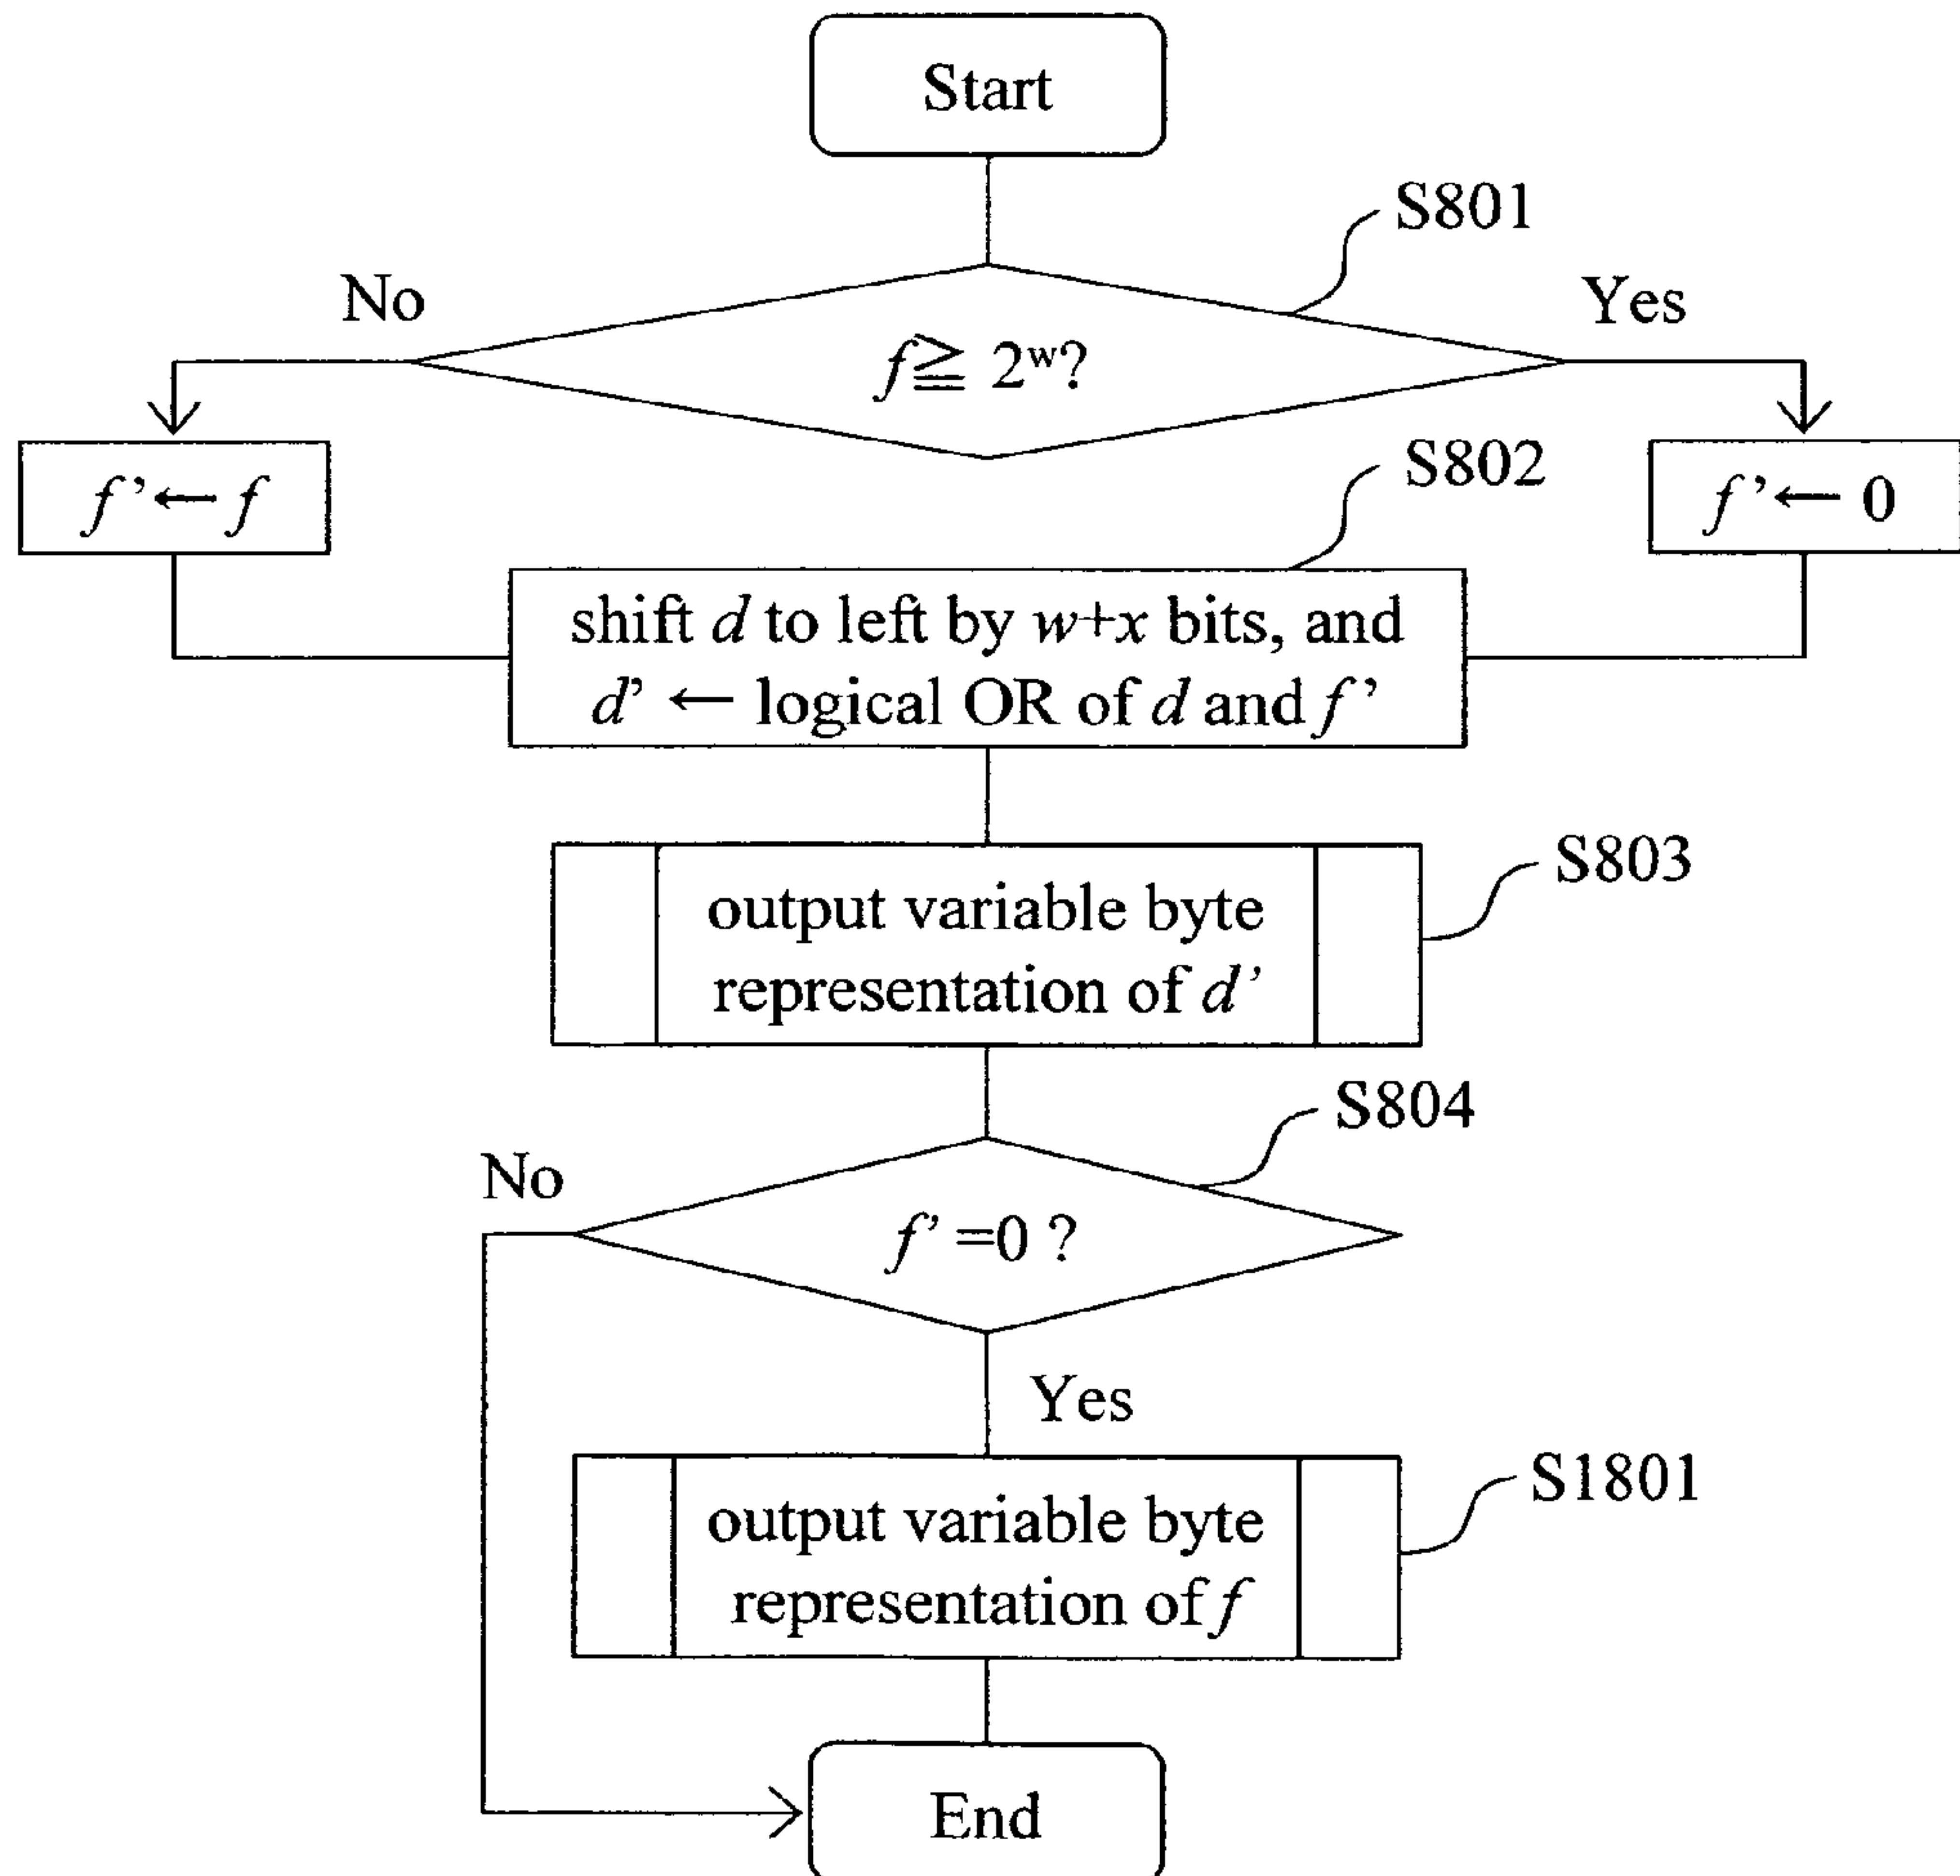 Start
S801
No
Yes
f≧ 2ʷ?
S802
f’← f
f’← 0
shift d to left by w+x bits, and
d’ ← logical OR of d and f’
S803
output variable byte
representation of d’
S804
No
f’ =0 ?
Yes
S1801
output variable byte
representation of f
End